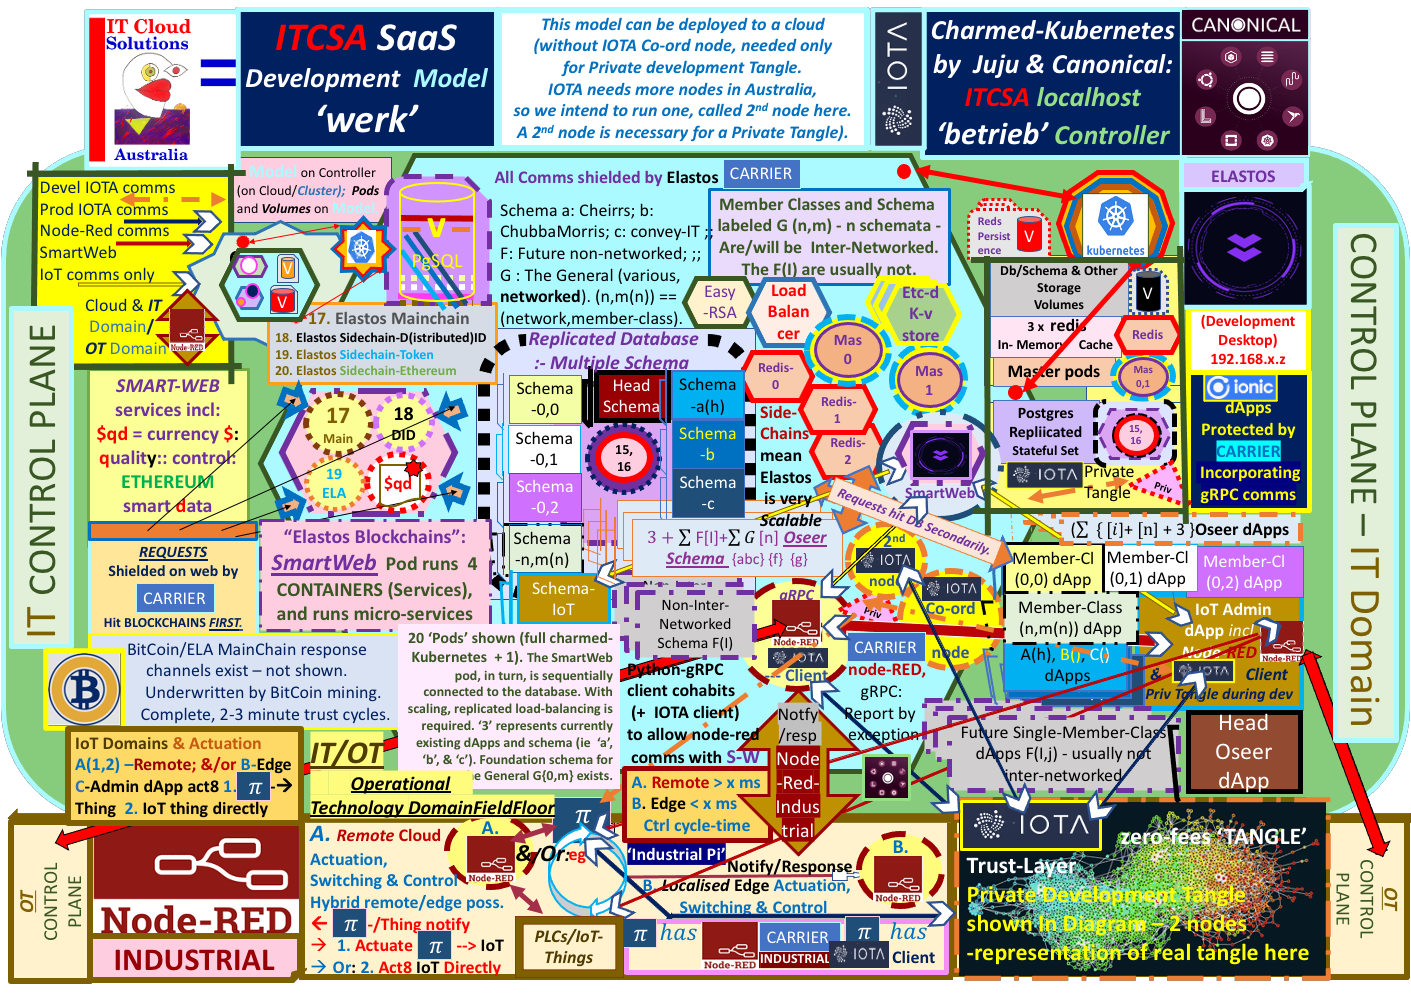 IT Cloud
Solutions
Australia
=
ITCSA SaaS
Development Model
'werk'
This model can be deployed to a cloud
(without IOTA Co-ord node, needed only
for Private development Tangle.
IOTA needs more nodes in Australia,
so we intend to run one, called 2nd node here.
A 2nd node is necessary for a Private Tangle).
IOTA
Charmed-Kubernetes
by Juju & Canonical:
ITCSA localhost
'betrieb' Controller
CANONICAL
IT CONTROL PLANE
Devel IOTA comms
Prod IOTA comms
Node-Red comms
SmartWeb
IoT comms only
Cloud & IT
Domain/
OT Domain
Node-RED
Model on Controller
(on Cloud/Cluster); Pods
and Volumes on Model
V
PgSQL
V
V
All Comms shielded by Elastos
CARRIER
Schema a: Cheirrs; b:
ChubbaMorris; c: convey-IT ;;
F: Future non-networked; ;;
G : The General (various,
networked). (n,m(n)) ==
(network,member-class).
Member Classes and Schema
labeled G (n,m) - n schemata -
Are/will be Inter-Networked.
The F(I) are usually not.
Reds
Persist
ence
V
kubernetes
ELASTOS
17. Elastos Mainchain
18. Elastos Sidechain-D(istributed)ID
19. Elastos Sidechain-Token
20. Elastos Sidechain-Ethereum
Easy
-RSA
Load
Balan
cer
Etc-d
K-v
store
Mas
0
Mas
1
Redis-
0
Redis-
1
Redis-
2
Db/Schema & Other
Storage
Volumes
V
3 x redis
In- Memory Cache
Redis
Master pods
Mas
0,1
Postgres
Repliicated
Stateful Set
15,
16
IOTA
Private
Tangle
Priv
(Development
Desktop)
192.168.x.z
ionic
dApps
Protected by
CARRIER
Incorporating
gRPC comms
CONTROL PLANE – IT Domain
SMART-WEB
services incl:
$qd = currency $:
quality:: control:
ETHEREUM
smart data
REQUESTS
Shielded on web by
CARRIER
Hit BLOCKCHAINS FIRST.
17
Main
18
DID
19
ELA
$qd
"Elastos Blockchains":
SmartWeb Pod runs 4
CONTAINERS (Services),
and runs micro-services
Replicated Database
:- Multiple Schema
Schema
-0,0
Schema
-0,1
Schema
-0,2
Schema
-n,m(n)
Schema-
IoT
Head
Schema
15,
16
Schema
-a(h)
Schema
-b
Schema
-c
Side-
Chains
mean
Elastos
is very
Scalable
SmartWeb
Requests hit DB Secondarily.
3 + ∑ F[I]+∑ G [n] Oseer
Schema {abc} {f} {g}
Non-Inter-
Networked
Schema F(I)
gRPC
Node-RED
IOTA
Client
2nd
IOTA
node
Priv
IOTA
Co-ord
node
(∑ { [i]+ [n] + 3 }Oseer dApps
Member-Cl
(0,0) dApp
Member-Cl
(0,1) dApp
Member-Cl
(0,2) dApp
Member-Class
(n,m(n)) dApp
A(h), B(), C()
dApps
IoT Admin
dApp incl
Node-RED
Node-RED
& IOTA Client
Priv Tangle during dev
BitCoin/ELA MainChain response
channels exist – not shown.
Underwritten by BitCoin mining.
Complete, 2-3 minute trust cycles.
20 'Pods' shown (full charmed-
Kubernetes + 1). The SmartWeb
pod, in turn, is sequentially
connected to the database. With
scaling, replicated load-balancing is
required. '3' represents currently
existing dApps and schema (ie 'a',
'b', & 'c'). Foundation schema for
e General G{0,m} exists.
Python-gRPC
client cohabits
(+ IOTA client)
to allow node-red
comms with S-W
CARRIER
node-RED,
gRPC:
Report by
exception
Notfy
/resp
Node
-Red-
Indus
trial
Future Single-Member-Class
dApps F(I,j) - usually not
inter-networked
Head
Oseer
dApp
IoT Domains & Actuation
A(1,2) –Remote; &/or B-Edge
C-Admin dApp act8 1. π -→
Thing 2. IoT thing directly
IT/OT
Operational
Technology DomainFieldFloor
A. Remote > x ms
B. Edge < x ms
Ctrl cycle-time
OT
CONTROL
PLANE
Node-RED
INDUSTRIAL
A. Remote Cloud
Actuation,
Switching & Control
Hybrid remote/edge poss.
← π -/Thing notify
→ 1. Actuate π --> IoT
→ Or: 2. Act8 IoT Directly
A.
Node-RED
& Or:
eg
π
PLCs/IoT-
Things
'Industrial Pi'
Notify/Response
B. Localised Edge Actuation,
Switching & Control
B.
Node-RED
π has
Node-RED
CARRIER
INDUSTRIAL
π has
IOTA
Client
IOTA
zero-fees 'TANGLE'
Trust-Layer
Private Development Tangle
shown In Diagram – 2 nodes
-representation of real tangle here
OT
CONTROL
PLANE